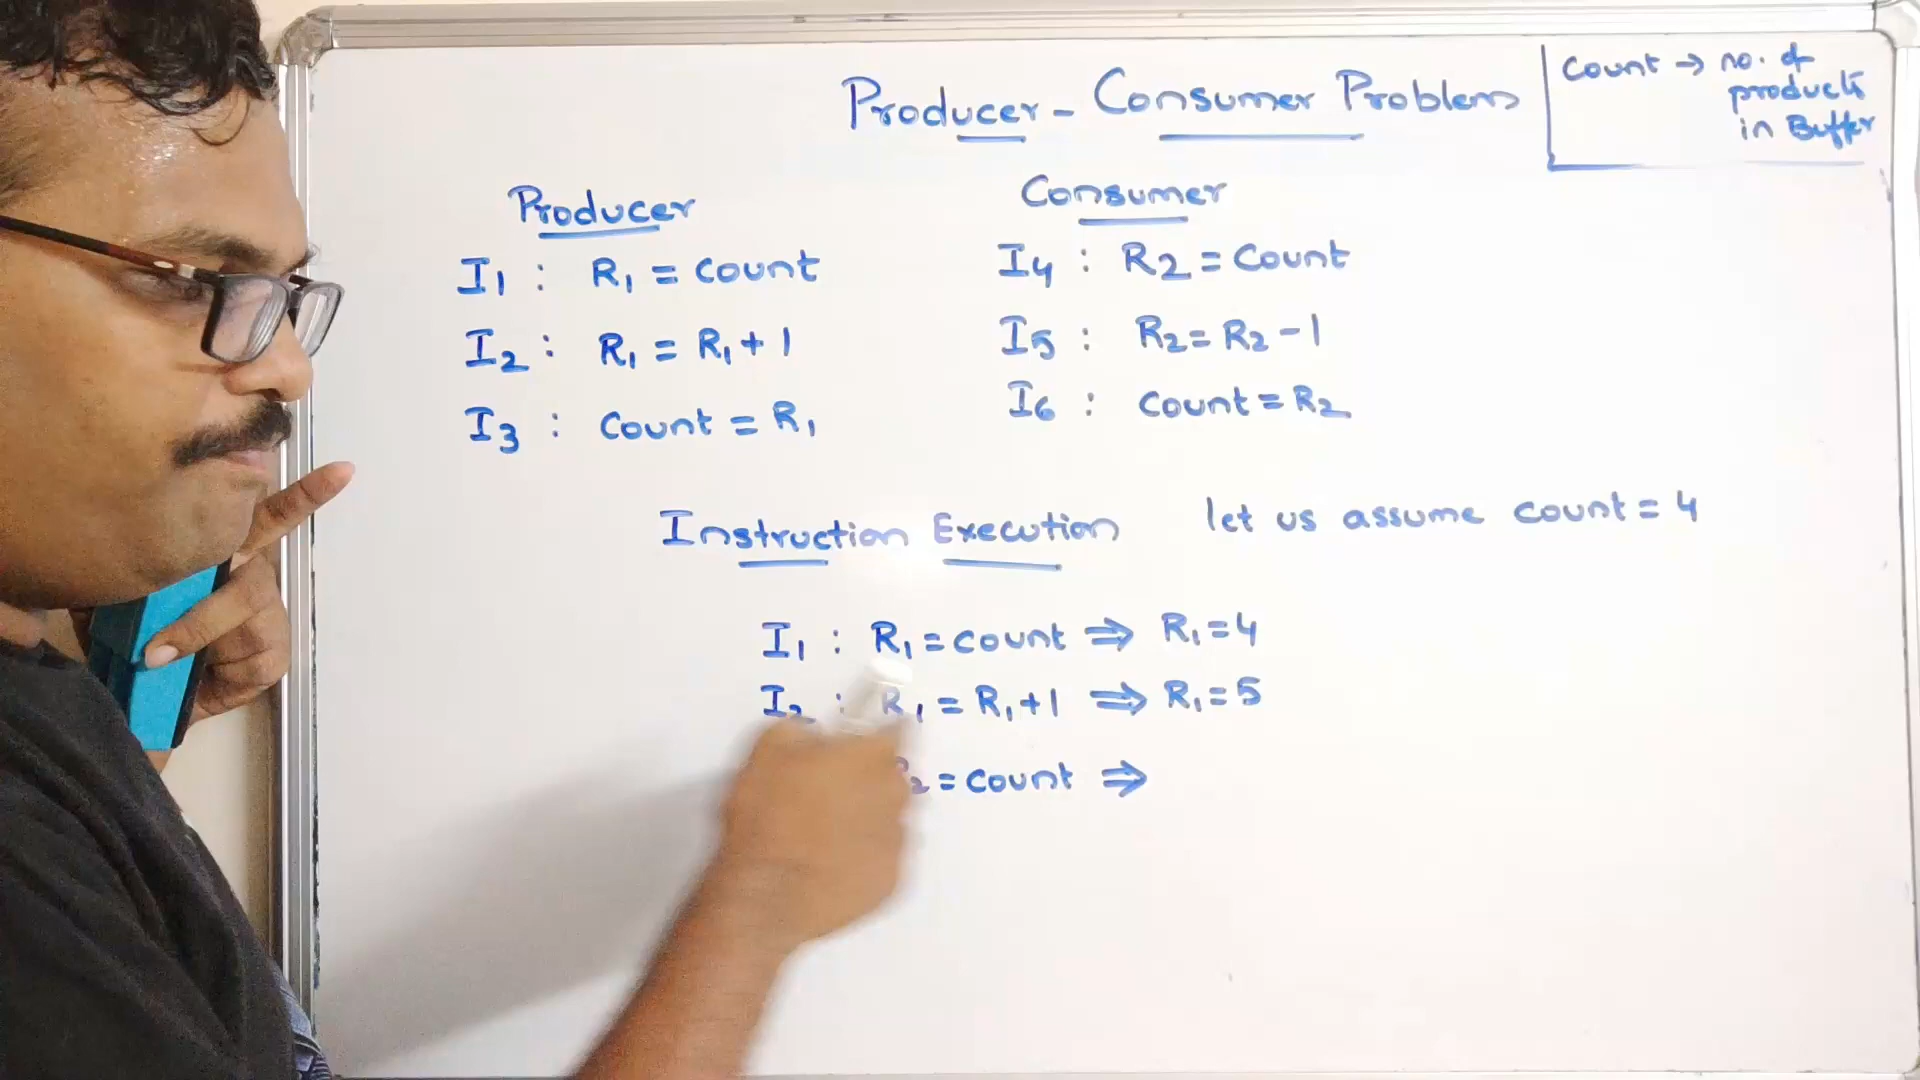 Producer - Consumer Problem
Count → no. of
products
in Buffer
Producer
I1 : R1 = count
I2 : R1 = R1 + 1
I3 : Count = R1
Consumer
I4 : R2 = Count
I5 : R2 = R2 - 1
I6 : Count = R2
Instruction Execution
let us assume count = 4
I1 : R1 = count ⇒ R1 = 4
I2 : R1 = R1 + 1 ⇒ R1 = 5
= count ⇒